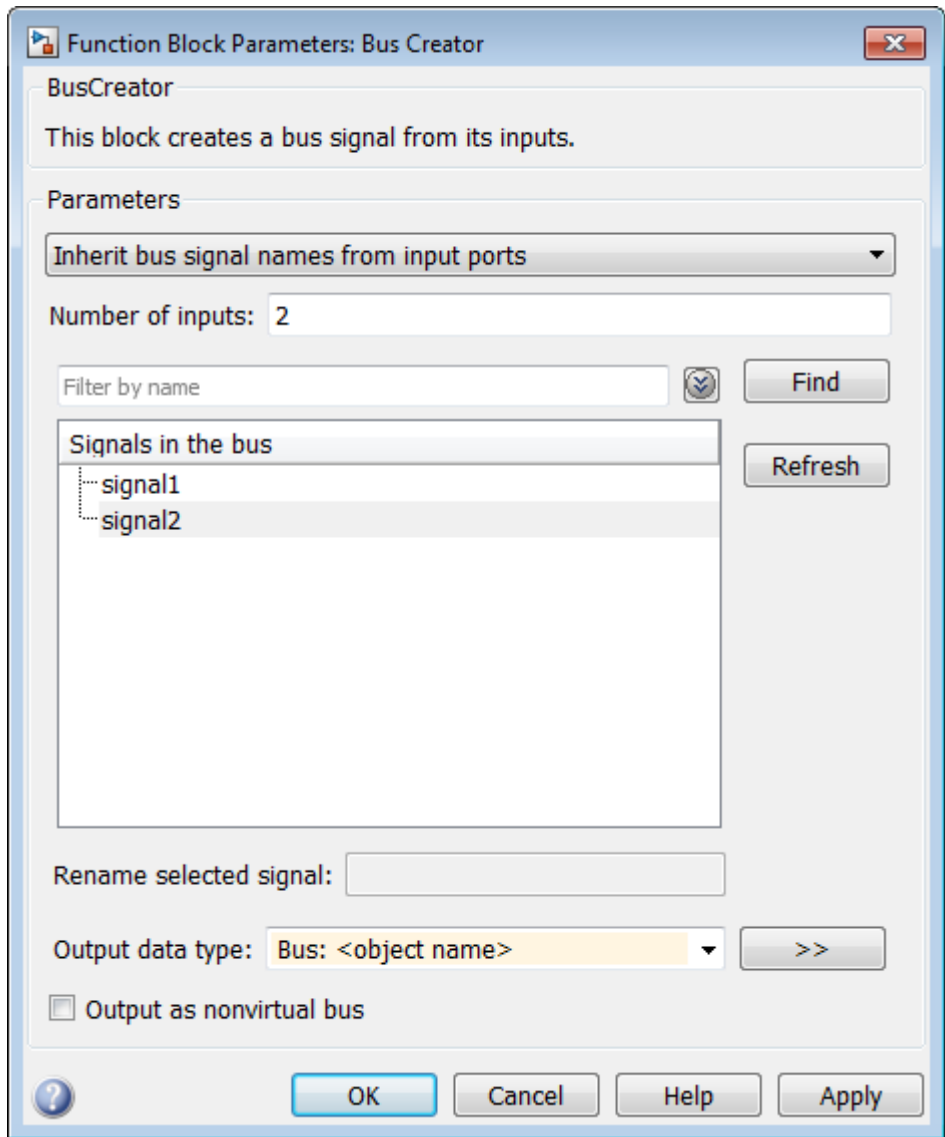 Function Block Parameters: Bus Creator
BusCreator
This block creates a bus signal from its inputs.
Parameters
Inherit bus signal names from input ports
Number of inputs: 2
Filter by name
Find
Signals in the bus
Refresh
signal1
signal2
Rename selected signal:
Output data type: Bus: <object name> >>
Output as nonvirtual bus
? OK Cancel Help Apply